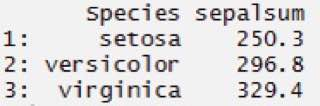 Species sepalsum
1: setosa 250.3
2: versicolor 296.8
3: virginica 329.4